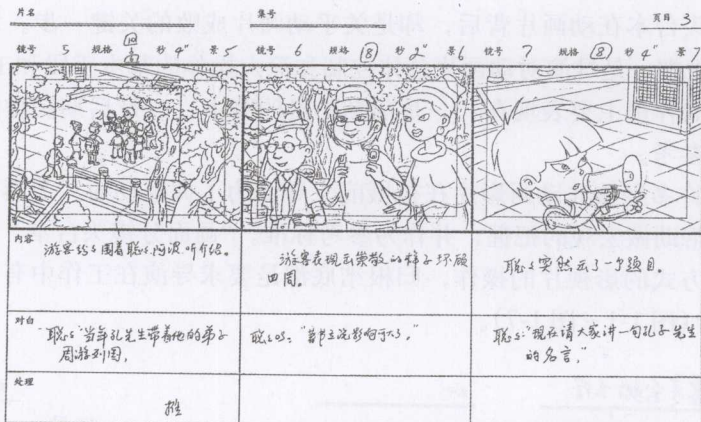 片名 集号 页目 3
镜号 5 规格 秒 4" 景 5 镜号 6 规格 ⑧ 秒 2" 景 6 镜号 7 规格 ⑧ 秒 4" 景 7
内容
游客们围着聪聪 听介绍。
游客表现出崇敬的样子环顾
四周。
聪聪突然出了一个题目。
对白
聪聪:"当年孔先生带着他的弟子
周游列国,
聪聪OS:"
聪聪:"现在请大家讲一句孔子先生
的名言,"
处理
推